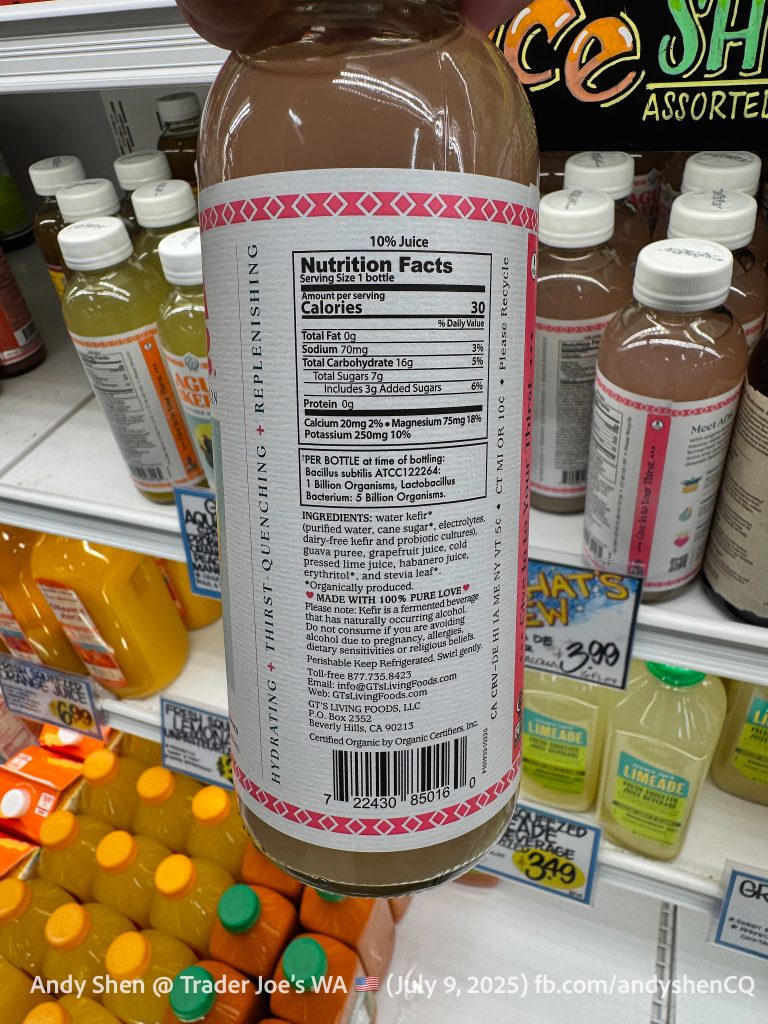 ASSORTED
10% Juice
Nutrition Facts
Serving Size 1 bottle
Amount per serving
Calories 30
% Daily Value
Total Fat 0g
Sodium 70mg 3%
Total Carbohydrate 16g 5%
Total Sugars 7g
Includes 3g Added Sugars 6%
Protein 0g
Calcium 20mg 2% • Magnesium 75mg 18%
Potassium 250mg 10%
*PER BOTTLE at time of bottling:
Bacillus subtilis ATCC122264:
1 Billion Organisms, Lactobacillus
Bacterium: 5 Billion Organisms.
INGREDIENTS: water kefir*
(purified water, cane sugar*, electrolytes,
dairy-free kefir and probiotic cultures),
guava puree, grapefruit juice, cold
pressed lime juice, habanero juice,
erythritol*, and stevia leaf*.
*Organically produced.
♥ MADE WITH 100% PURE LOVE ♥
Please note: Kefir is a fermented beverage
that has naturally occurring alcohol.
Do not consume if you are avoiding
alcohol due to pregnancy, allergies,
dietary sensitivities or religious beliefs.
Perishable Keep Refrigerated. Swirl gently.
Toll-free 877.735.8423
Email: info@GTsLivingFoods.com
Web: GTsLivingFoods.com
GT'S LIVING FOODS, LLC
P.O. Box 2352
Beverly Hills, CA 90213
Certified Organic by Organic Certifiers, Inc.
7 22430 85016 0
HYDRATING + THIRST-QUENCHING + REPLENISHING
CA CRV-DE HI IA ME NY VT 5¢ • CT MI OR 10¢ • Please Recycle
Give In to Your Thirst...
3.99
6.99
LIMEADE
LIMEADE
3.49
Andy Shen @ Trader Joe's WA 🇺🇸 (July 9, 2025) fb.com/andyshenCQ